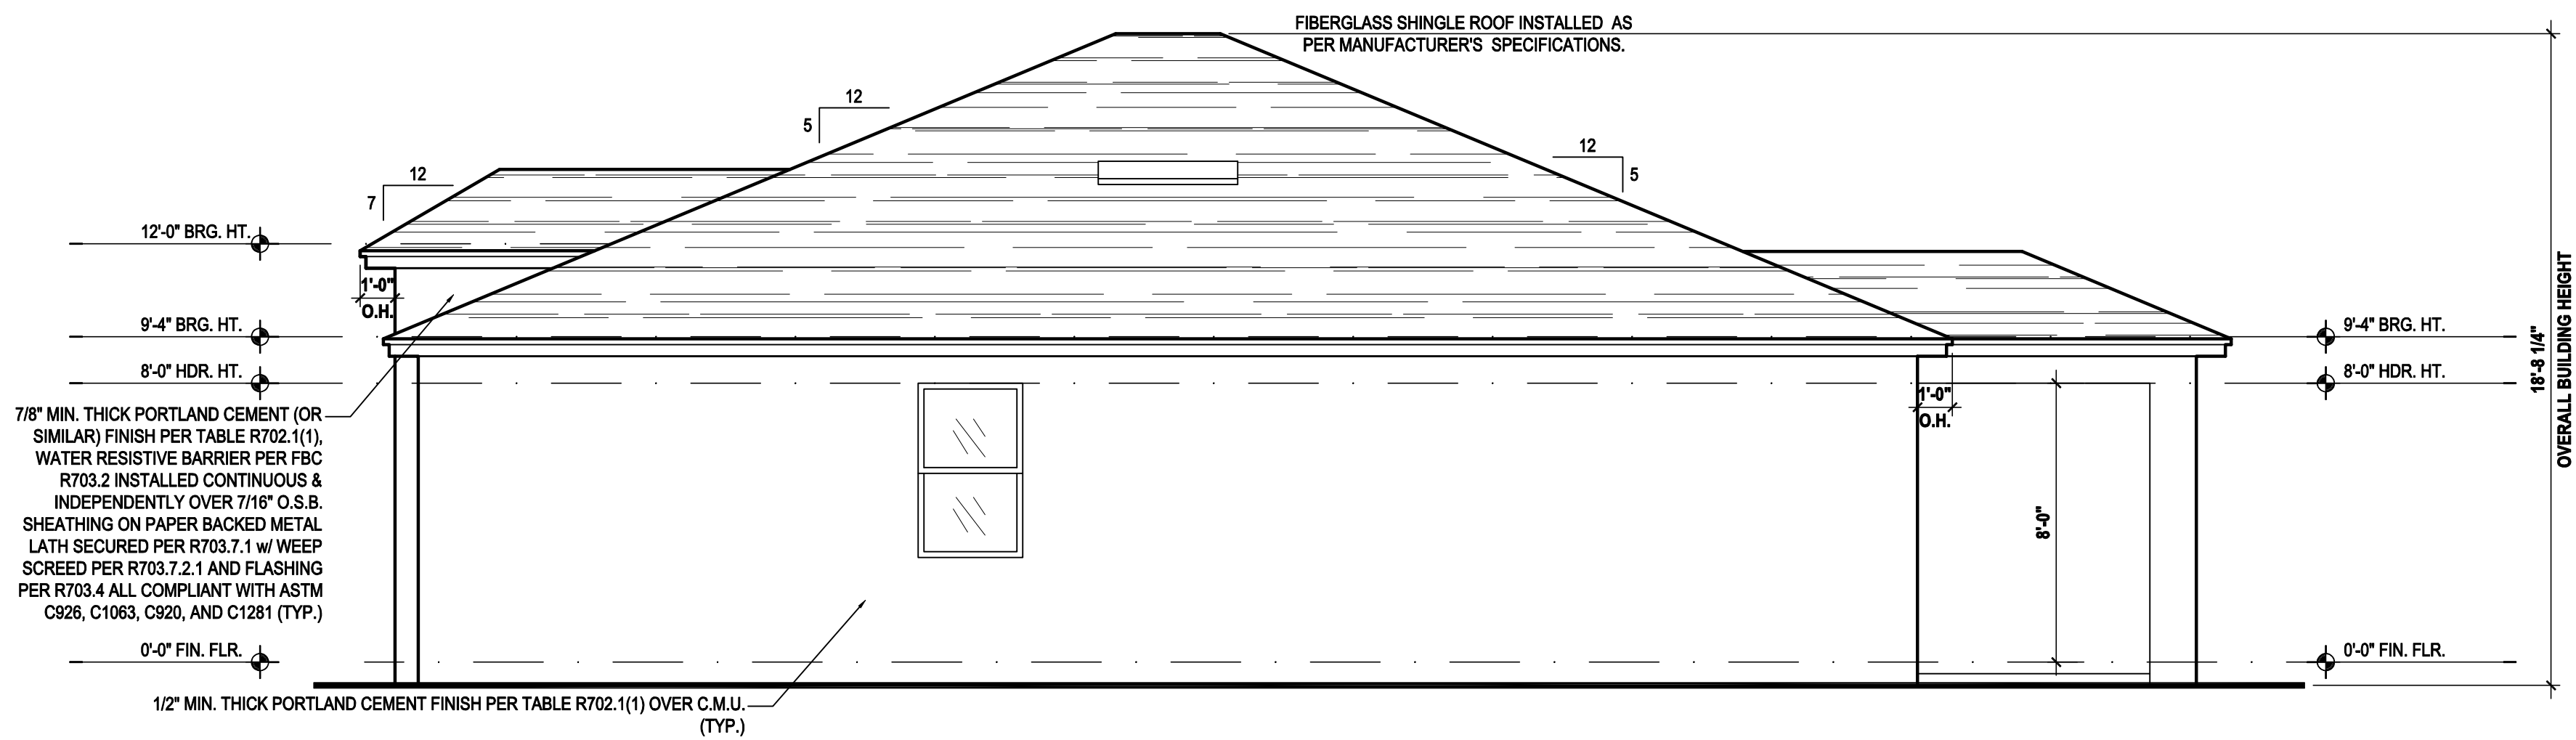 FIBERGLASS SHINGLE ROOF INSTALLED AS
PER MANUFACTURER'S SPECIFICATIONS.
12
5
12
5
12
7
12'-0" BRG. HT.
1'-0"
O.H.
9'-4" BRG. HT.
8'-0" HDR. HT.
7/8" MIN. THICK PORTLAND CEMENT (OR
SIMILAR) FINISH PER TABLE R702.1(1),
WATER RESISTIVE BARRIER PER FBC
R703.2 INSTALLED CONTINUOUS &
INDEPENDENTLY OVER 7/16" O.S.B.
SHEATHING ON PAPER BACKED METAL
LATH SECURED PER R703.7.1 w/ WEEP
SCREED PER R703.7.2.1 AND FLASHING
PER R703.4 ALL COMPLIANT WITH ASTM
C926, C1063, C920, AND C1281 (TYP.)
0'-0" FIN. FLR.
1/2" MIN. THICK PORTLAND CEMENT FINISH PER TABLE R702.1(1) OVER C.M.U.
(TYP.)
1'-0"
O.H.
8'-0"
9'-4" BRG. HT.
8'-0" HDR. HT.
0'-0" FIN. FLR.
18'-8 1/4"
OVERALL BUILDING HEIGHT